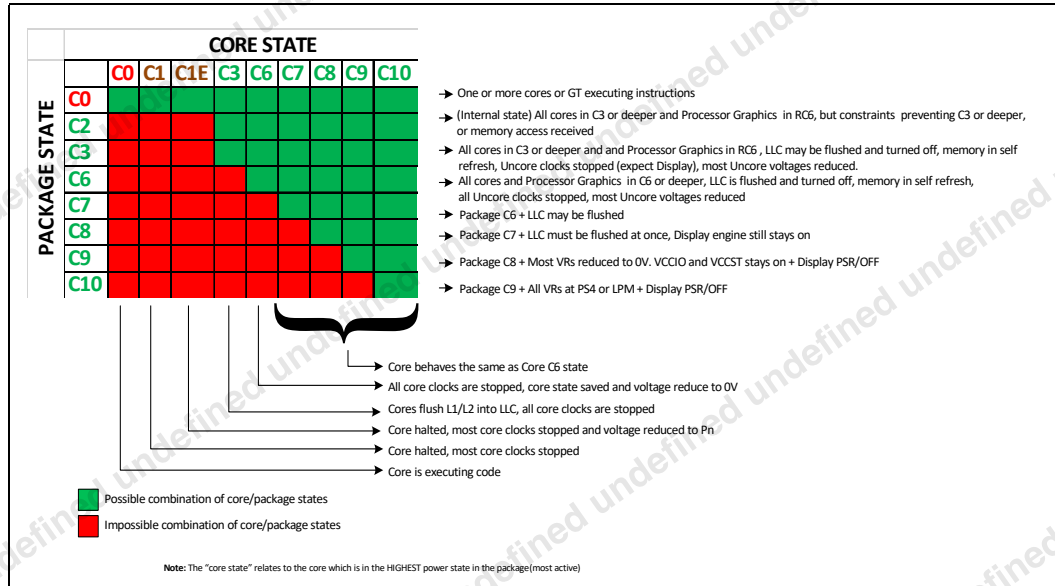 CORE STATE
C0 C1 C1E C3 C6 C7 C8 C9 C10
PACKAGE STATE
C0
C2
C3
C6
C7
C8
C9
C10
One or more cores or GT executing instructions
(Internal state) All cores in C3 or deeper and Processor Graphics in RC6, but constraints preventing C3 or deeper,
or memory access received
All cores in C3 or deeper and and Processor Graphics in RC6 , LLC may be flushed and turned off, memory in self
refresh, Uncore clocks stopped (expect Display), most Uncore voltages reduced.
All cores and Processor Graphics in C6 or deeper, LLC is flushed and turned off, memory in self refresh,
all Uncore clocks stopped, most Uncore voltages reduced
Package C6 + LLC may be flushed
Package C7 + LLC must be flushed at once, Display engine still stays on
Package C8 + Most VRs reduced to 0V. VCCIO and VCCST stays on + Display PSR/OFF
Package C9 + All VRs at PS4 or LPM + Display PSR/OFF
Core behaves the same as Core C6 state
All core clocks are stopped, core state saved and voltage reduce to 0V
Cores flush L1/L2 into LLC, all core clocks are stopped
Core halted, most core clocks stopped and voltage reduced to Pn
Core halted, most core clocks stopped
Core is executing code
Possible combination of core/package states
Impossible combination of core/package states
Note: The "core state" relates to the core which is in the HIGHEST power state in the package(most active)
undefined undefined undefined undefined
undefined undefined undefined undefined
undefined undefined